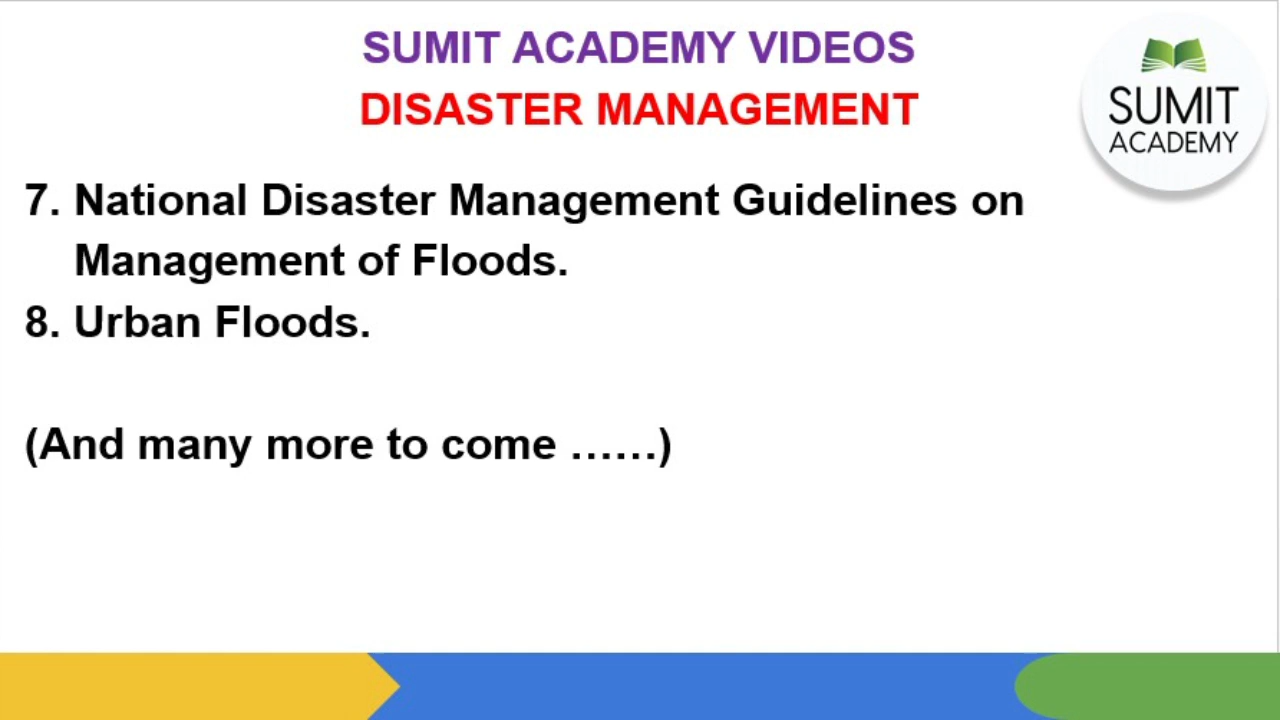 SUMIT ACADEMY VIDEOS
DISASTER MANAGEMENT
SUMIT
ACADEMY
7. National Disaster Management Guidelines on
Management of Floods.
8. Urban Floods.
(And many more to come ……)